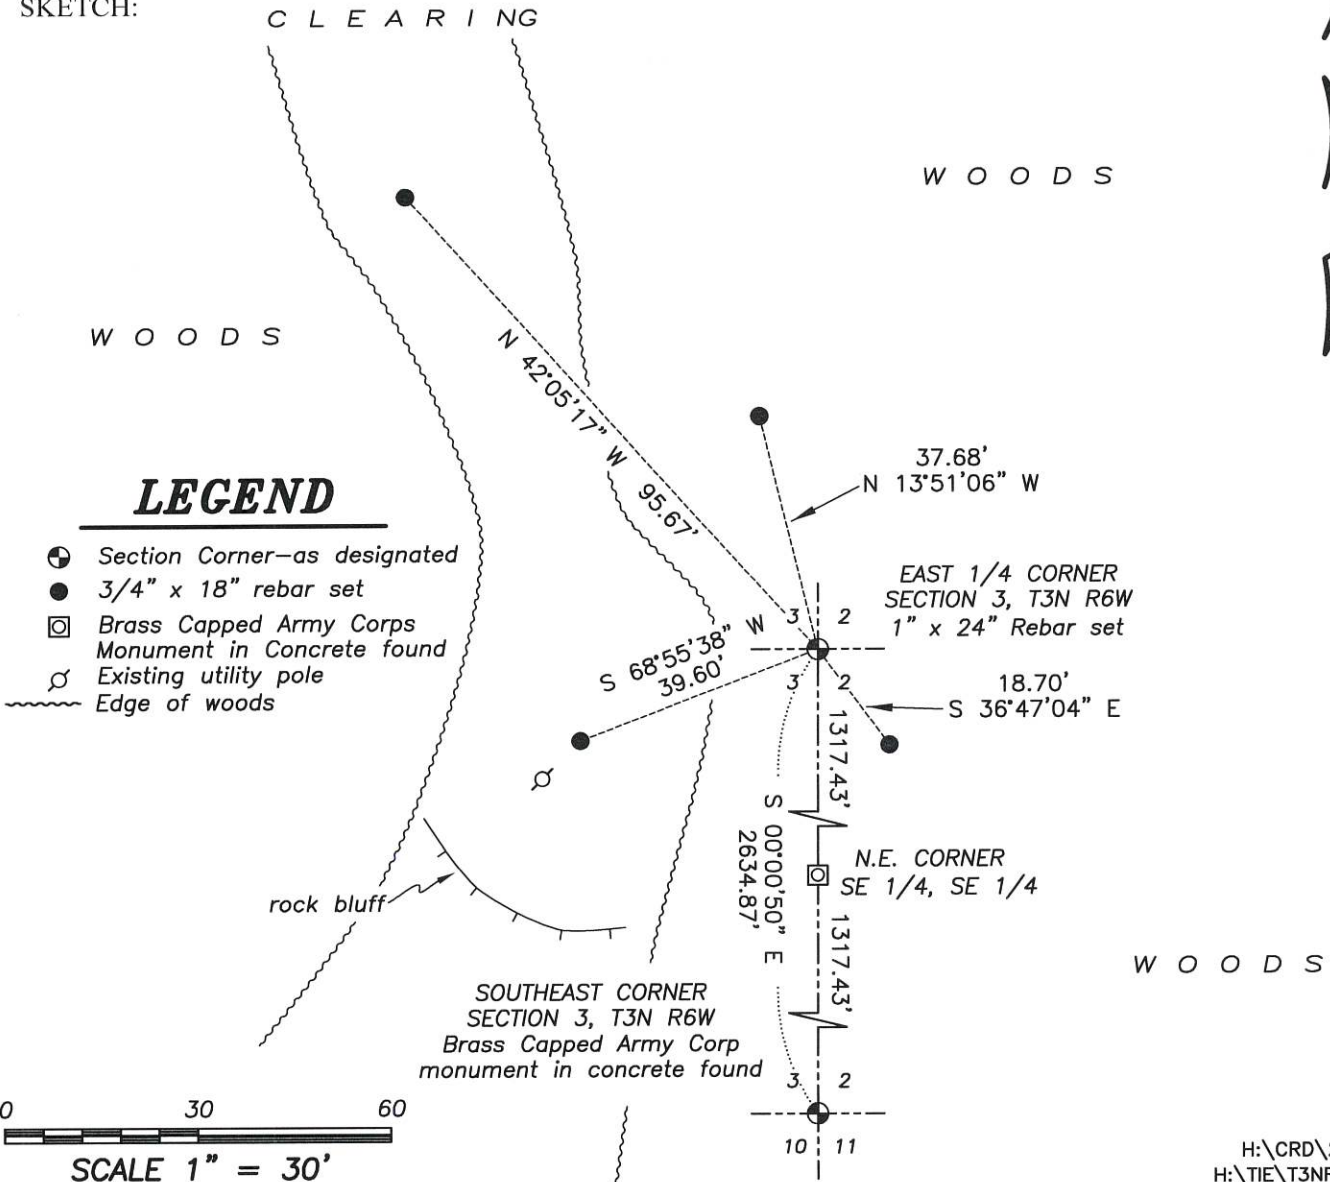 SKETCH:
C L E A R I N G
W O O D S
W O O D S
N 42°05'17" W 95.67'
37.68'
N 13°51'06" W
LEGEND
Section Corner-as designated
3/4" x 18" rebar set
Brass Capped Army Corps
Monument in Concrete found
Existing utility pole
Edge of woods
EAST 1/4 CORNER
SECTION 3, T3N R6W
1" x 24" Rebar set
3 2
3 2
S 68°55'38" W
39.60'
18.70'
S 36°47'04" E
1317.43'
S 00°00'50" E
2634.87'
N.E. CORNER
SE 1/4, SE 1/4
1317.43'
rock bluff
W O O D S
SOUTHEAST CORNER
SECTION 3, T3N R6W
Brass Capped Army Corp
monument in concrete found
3 2
10 11
0 30 60
SCALE 1" = 30'
H:\CRD\
H:\TIE\T3NR